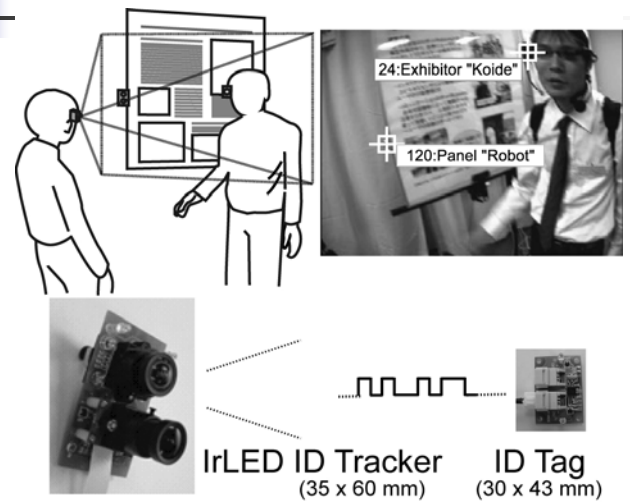 24:Exhibitor "Koide"
120:Panel "Robot"
IrLED ID Tracker
(35 x 60 mm)
ID Tag
(30 x 43 mm)